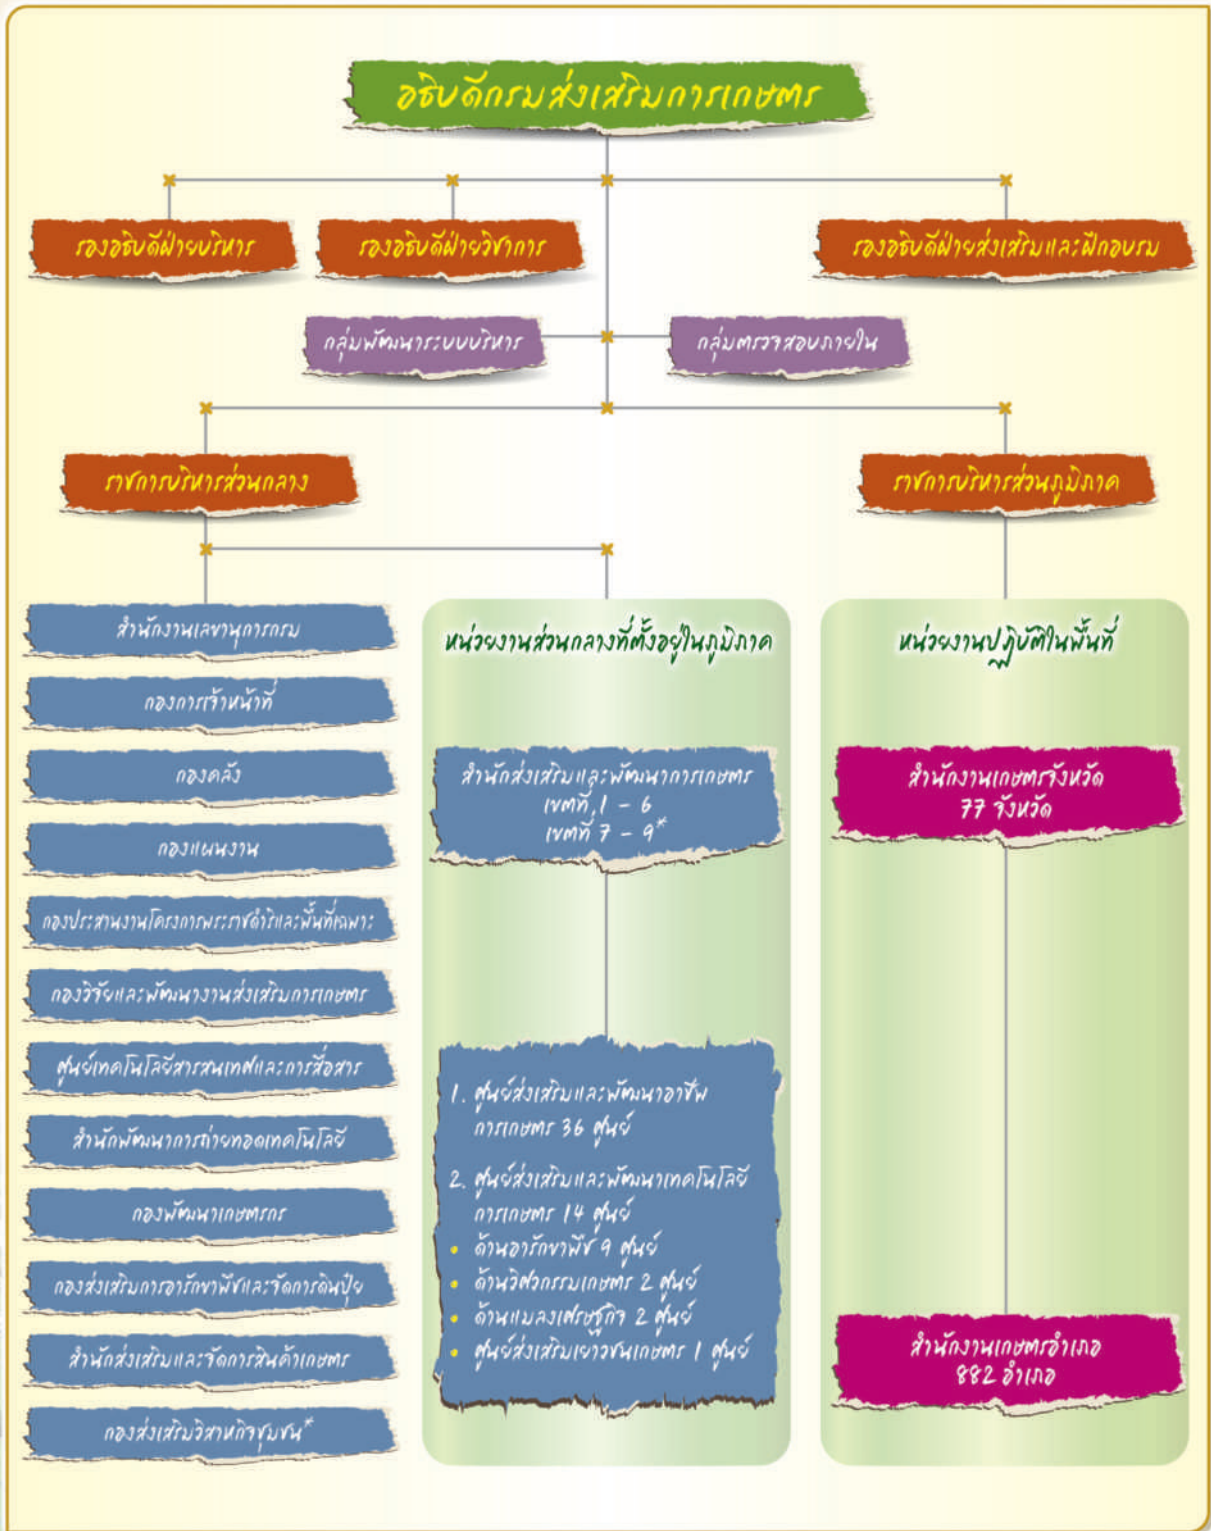 อธิบดีกรมส่งเสริมการเกษตร
รองอธิบดีฝ่ายบริหาร
รองอธิบดีฝ่ายวิชาการ
รองอธิบดีฝ่ายส่งเสริมและฝึกอบรม
กลุ่มพัฒนาระบบบริหาร
กลุ่มตรวจสอบภายใน
ราชการบริหารส่วนกลาง
ราชการบริหารส่วนภูมิภาค
สำนักงานเลขานุการกรม
กองการเจ้าหน้าที่
กองคลัง
กองแผนงาน
กองประสานงานโครงการพระราชดำริและพื้นที่เฉพาะ
กองวิจัยและพัฒนางานส่งเสริมการเกษตร
ศูนย์เทคโนโลยีสารสนเทศและการสื่อสาร
สำนักพัฒนาการถ่ายทอดเทคโนโลยี
กองพัฒนาเกษตรกร
กองส่งเสริมการอารักขาพืชและจัดการดินปุ๋ย
สำนักส่งเสริมและจัดการสินค้าเกษตร
กองส่งเสริมวิสาหกิจชุมชน*
หน่วยงานส่วนกลางที่ตั้งอยู่ในภูมิภาค
สำนักส่งเสริมและพัฒนาการเกษตร
เขตที่ 1 - 6
เขตที่ 7 - 9*
1. ศูนย์ส่งเสริมและพัฒนาอาชีพ
การเกษตร 36 ศูนย์
2. ศูนย์ส่งเสริมและพัฒนาเทคโนโลยี
การเกษตร 14 ศูนย์
• ด้านอารักขาพืช 9 ศูนย์
• ด้านวิศวกรรมเกษตร 2 ศูนย์
• ด้านแมลงเศรษฐกิจ 2 ศูนย์
• ศูนย์ส่งเสริมเยาวชนเกษตร 1 ศูนย์
หน่วยงานปฏิบัติในพื้นที่
สำนักงานเกษตรจังหวัด
77 จังหวัด
สำนักงานเกษตรอำเภอ
882 อำเภอ